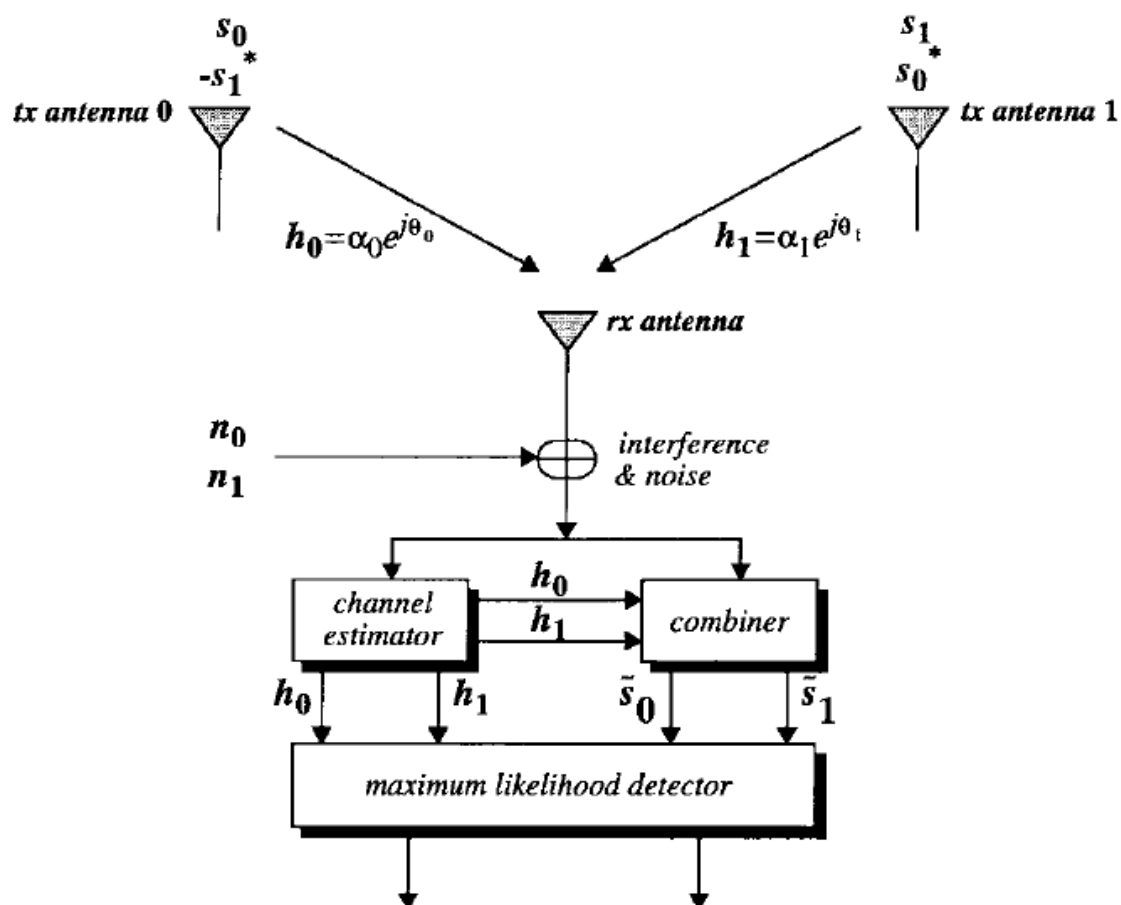 s₀ s₁
-s₁* s₀*
tx antenna 0 tx antenna 1
h₀=α₀e^{jθ₀} h₁=α₁e^{jθ₁}
rx antenna
n₀
n₁
interference
& noise
channel
estimator
h₀
h₁
combiner
h₀ h₁ s̃₀ s̃₁
maximum likelihood detector